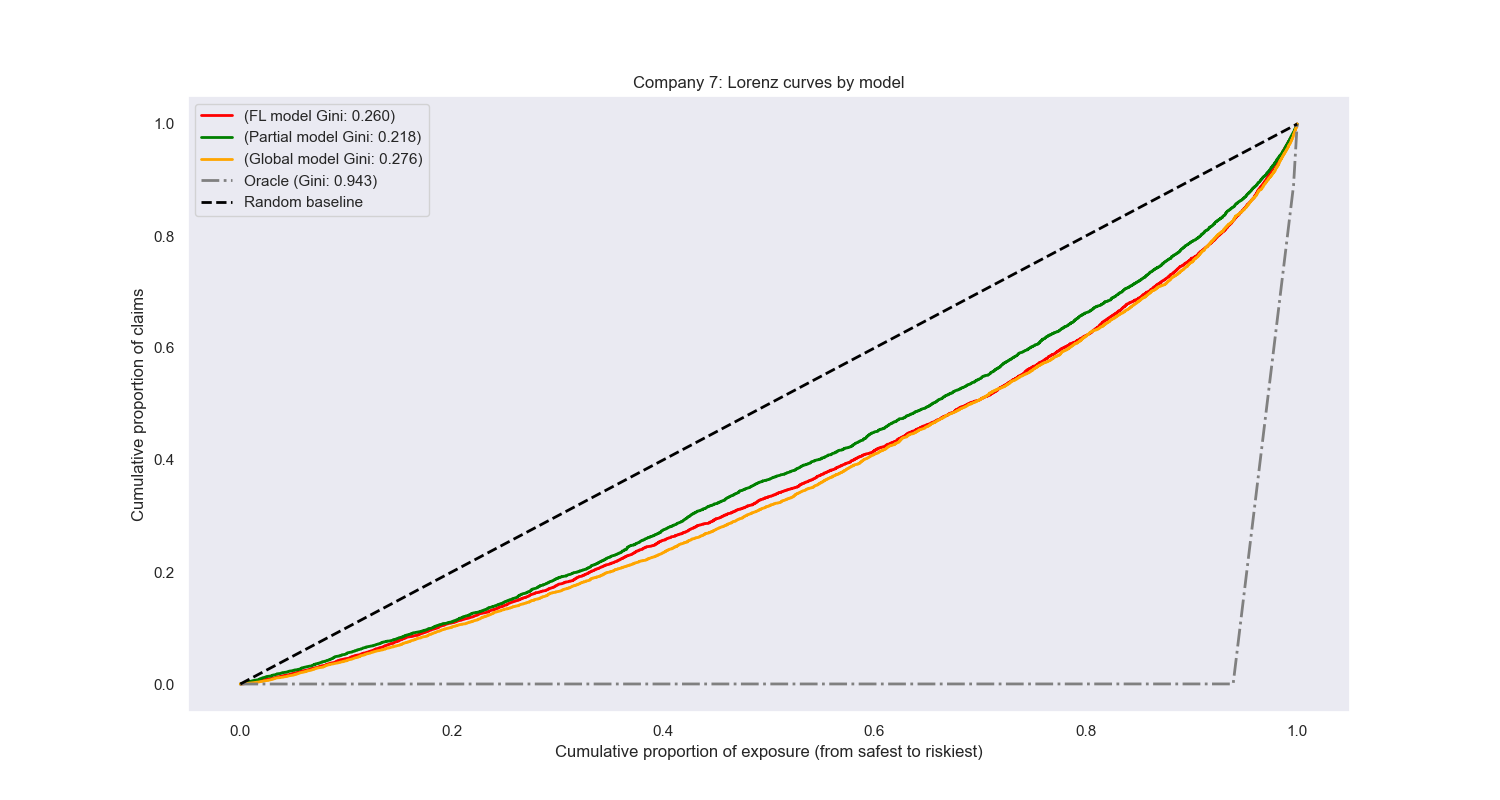 Company 7: Lorenz curves by model
(FL model Gini: 0.260)
(Partial model Gini: 0.218)
(Global model Gini: 0.276)
Oracle (Gini: 0.943)
Random baseline
1.0
0.8
0.6
0.4
0.2
0.0
Cumulative proportion of claims
0.0 0.2 0.4 0.6 0.8 1.0
Cumulative proportion of exposure (from safest to riskiest)